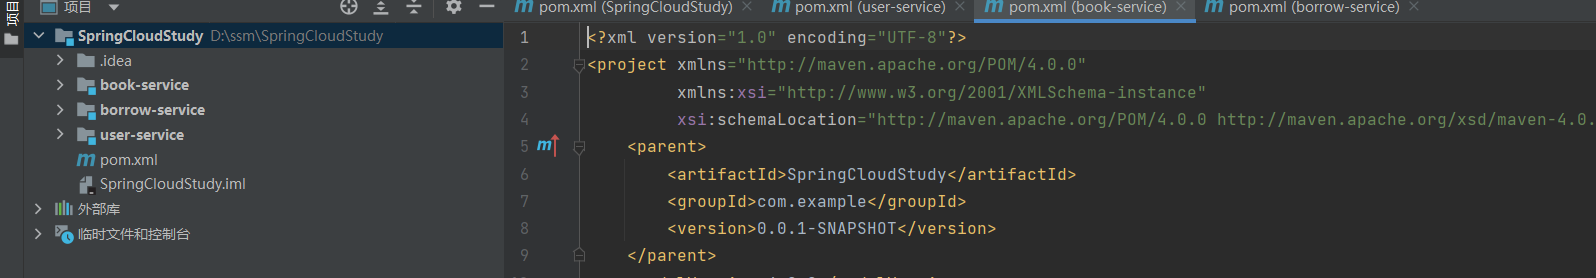 项目
项目
SpringCloudStudy D:\ssm\SpringCloudStudy
.idea
book-service
borrow-service
user-service
pom.xml
SpringCloudStudy.iml
外部库
临时文件和控制台
pom.xml (SpringCloudStudy)
pom.xml (user-service)
pom.xml (book-service)
pom.xml (borrow-service)
1 <?xml version="1.0" encoding="UTF-8"?>
2 <project xmlns="http://maven.apache.org/POM/4.0.0"
3 xmlns:xsi="http://www.w3.org/2001/XMLSchema-instance"
4 xsi:schemaLocation="http://maven.apache.org/POM/4.0.0 http://maven.apache.org/xsd/maven-4.0.
5 <parent>
6 <artifactId>SpringCloudStudy</artifactId>
7 <groupId>com.example</groupId>
8 <version>0.0.1-SNAPSHOT</version>
9 </parent>